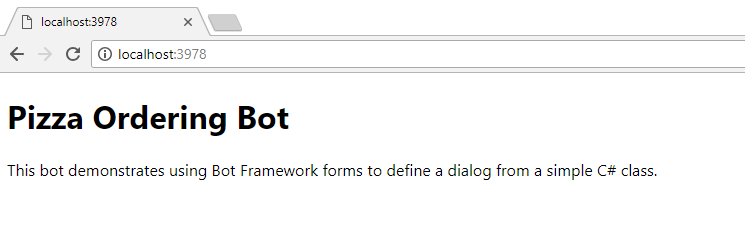 localhost:3978
localhost:3978
Pizza Ordering Bot
This bot demonstrates using Bot Framework forms to define a dialog from a simple C# class.